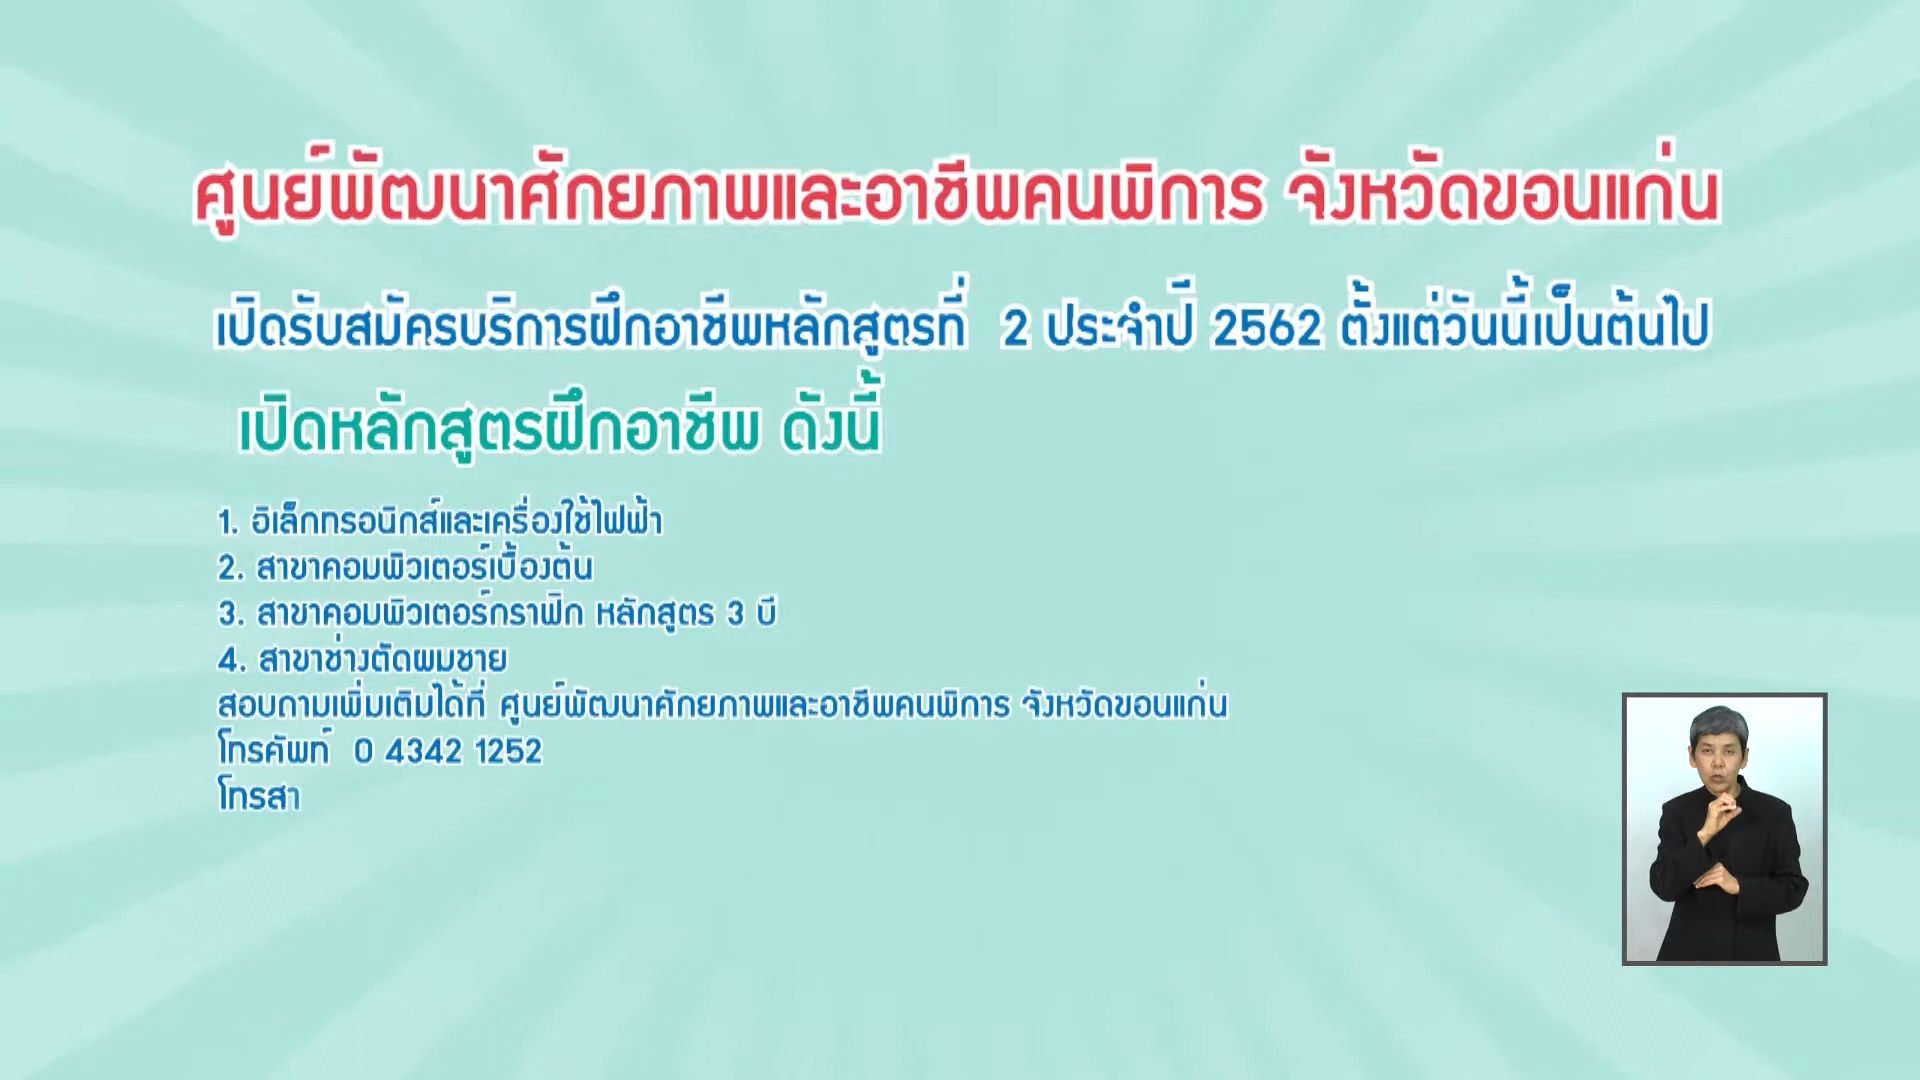 ศูนย์พัฒนาศักยภาพและอาชีพคนพิการ จังหวัดขอนแก่น
เปิดรับสมัครบริการฝึกอาชีพหลักสูตรที่ 2 ประจำปี 2562 ตั้งแต่วันนี้เป็นต้นไป
เปิดหลักสูตรฝึกอาชีพ ดังนี้
1. อิเล็กทรอนิกส์และเครื่องใช้ไฟฟ้า
2. สาขาคอมพิวเตอร์เบื้องต้น
3. สาขาคอมพิวเตอร์กราฟิก หลักสูตร 3 ปี
4. สาขาช่างตัดผมชาย
สอบถามเพิ่มเติมได้ที่ ศูนย์พัฒนาศักยภาพและอาชีพคนพิการ จังหวัดขอนแก่น
โทรศัพท์ 0 4342 1252
โทรสา